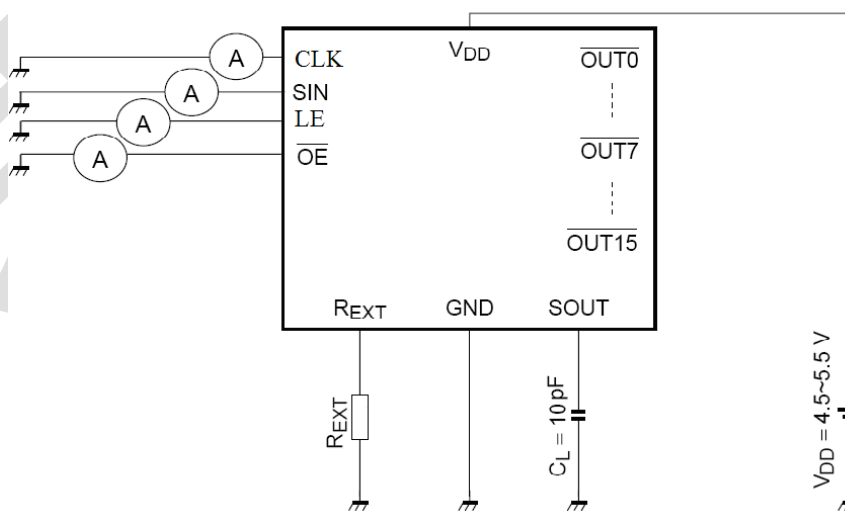 A
CLK
VDD
OUT0
A
SIN
A
LE
A
OE
OUT7
OUT15
REXT
GND
SOUT
REXT
CL = 10pF
VDD = 4.5~5.5 V